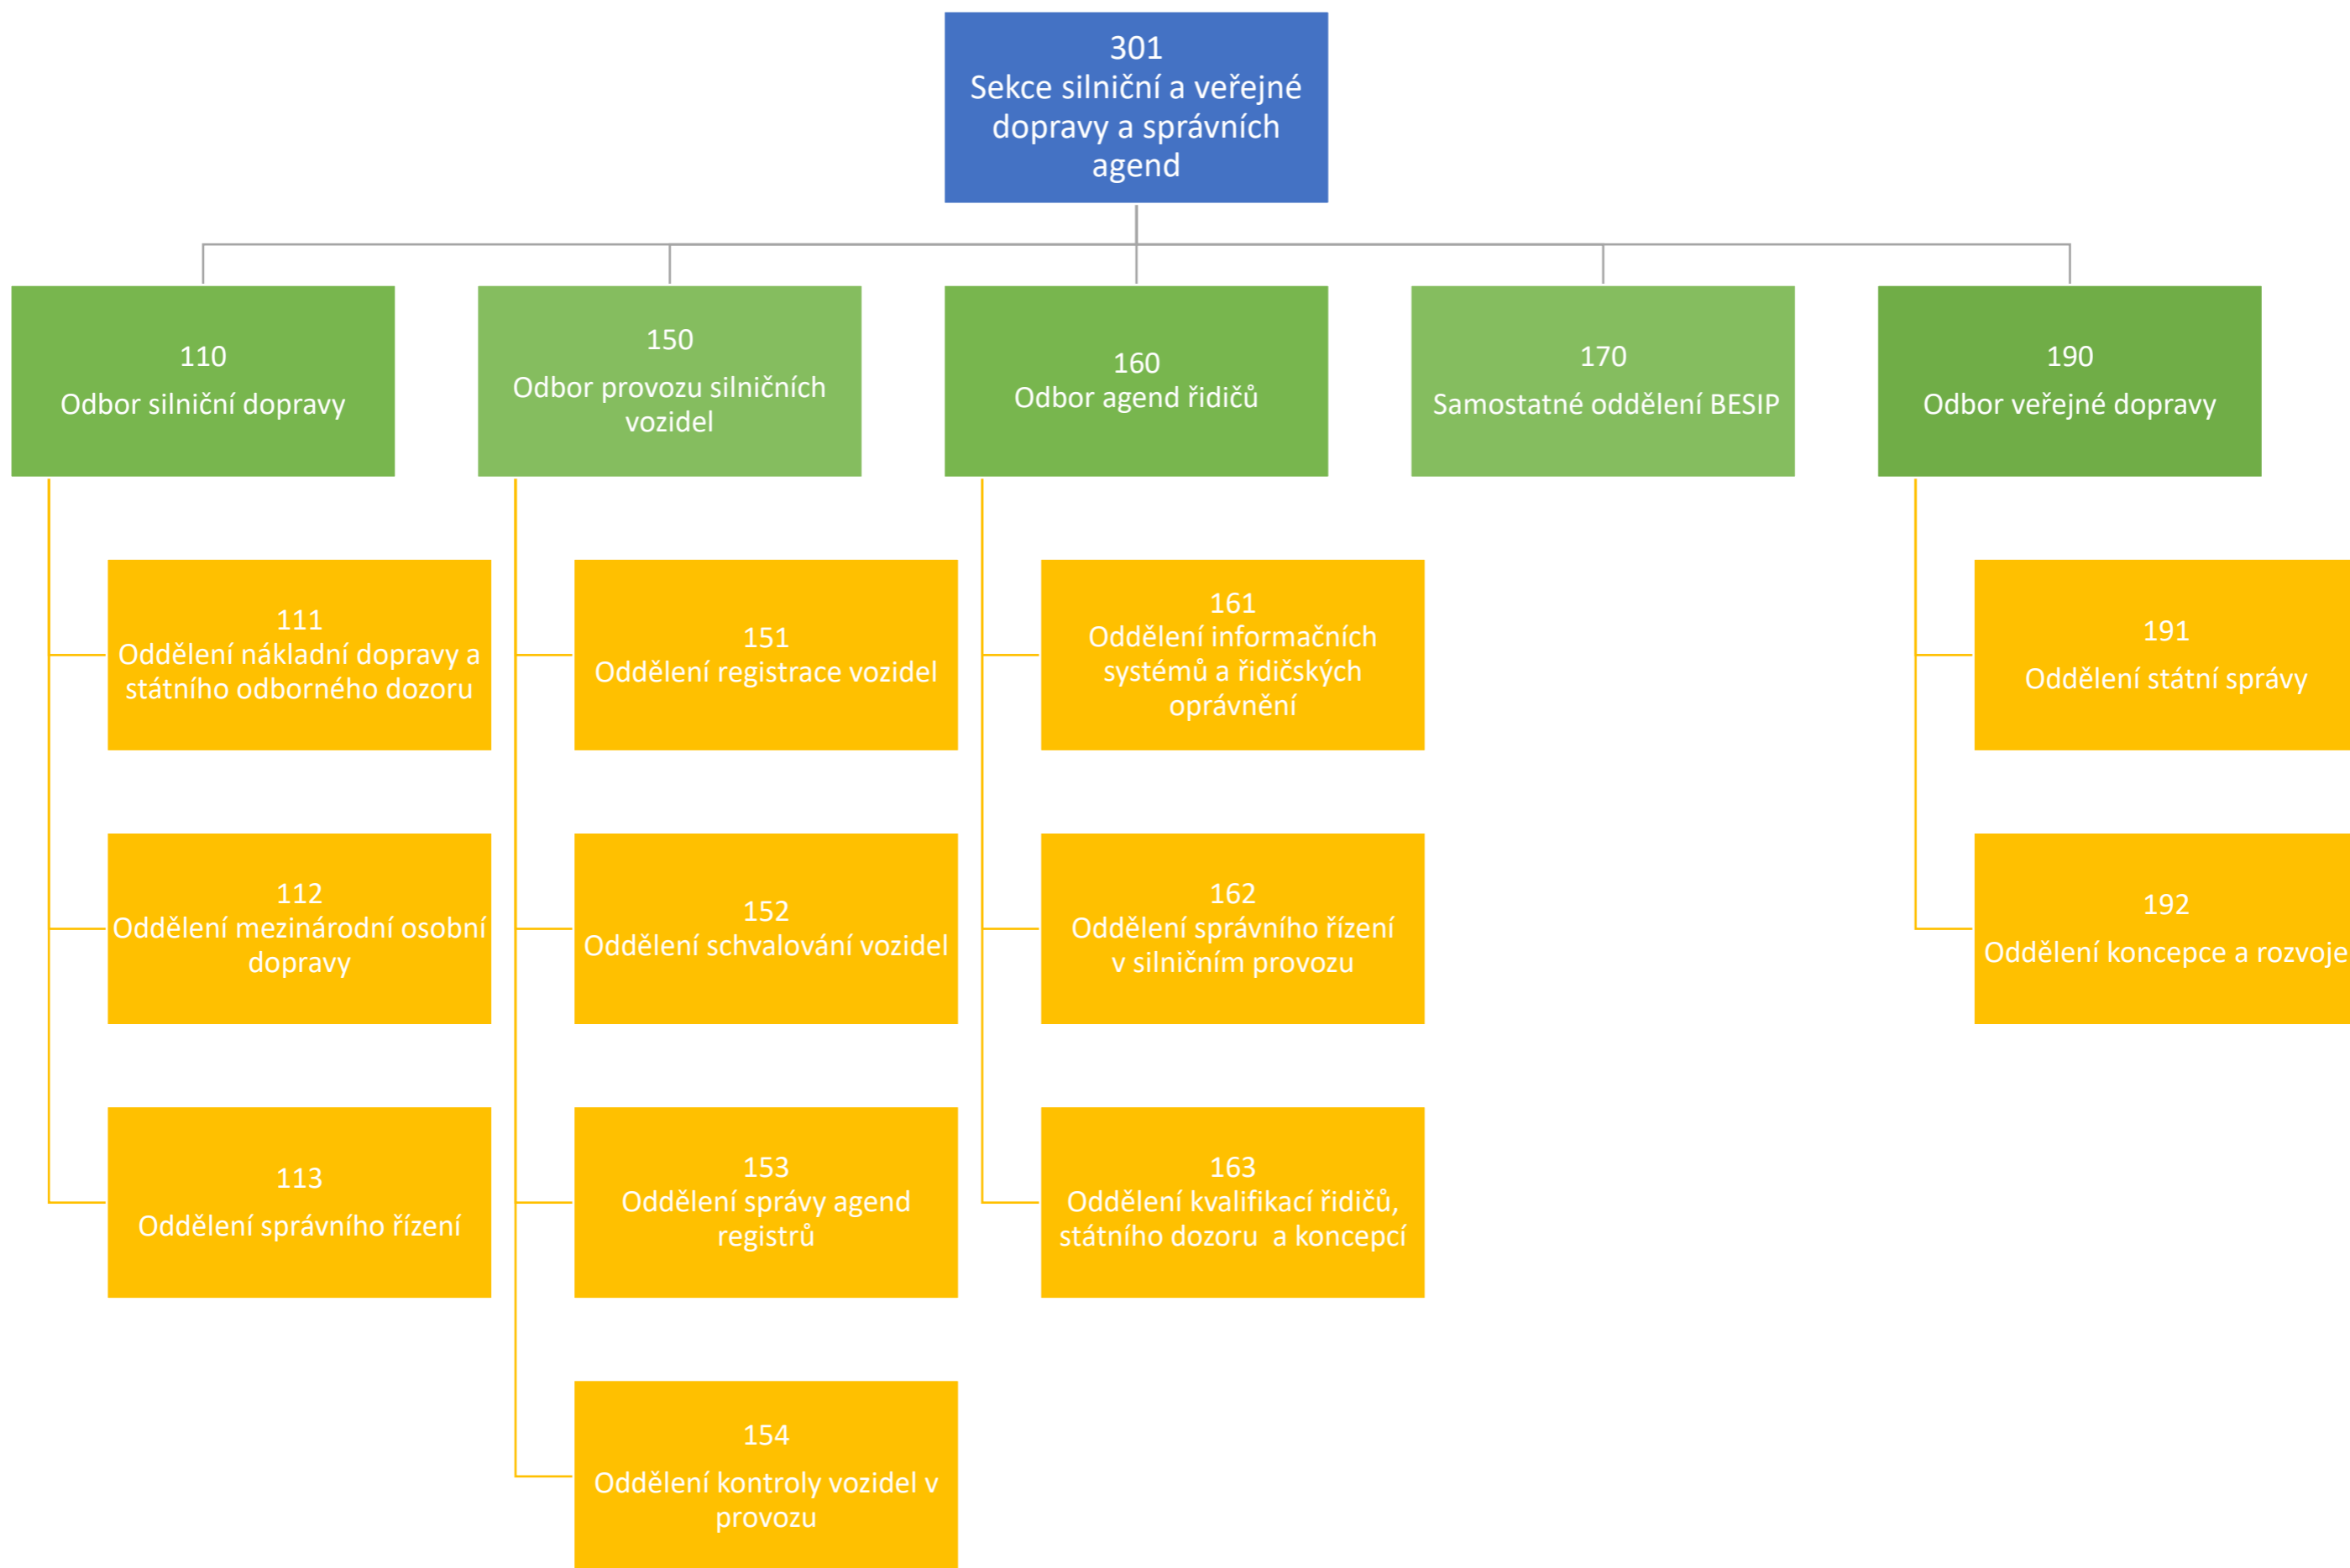 301
Sekce silniční a veřejné
dopravy a správních
agend
110
Odbor silniční dopravy
150
Odbor provozu silničních
vozidel
160
Odbor agend řidičů
170
Samostatné oddělení BESIP
190
Odbor veřejné dopravy
111
Oddělení nákladní dopravy a
státního odborného dozoru
151
Oddělení registrace vozidel
161
Oddělení informačních
systémů a řidičských
oprávnění
191
Oddělení státní správy
112
Oddělení mezinárodní osobní
dopravy
152
Oddělení schvalování vozidel
162
Oddělení správního řízení
v silničním provozu
192
Oddělení koncepce a rozvoje
113
Oddělení správního řízení
153
Oddělení správy agend
registrů
163
Oddělení kvalifikací řidičů,
státního dozoru  a koncepcí
154
Oddělení kontroly vozidel v
provozu